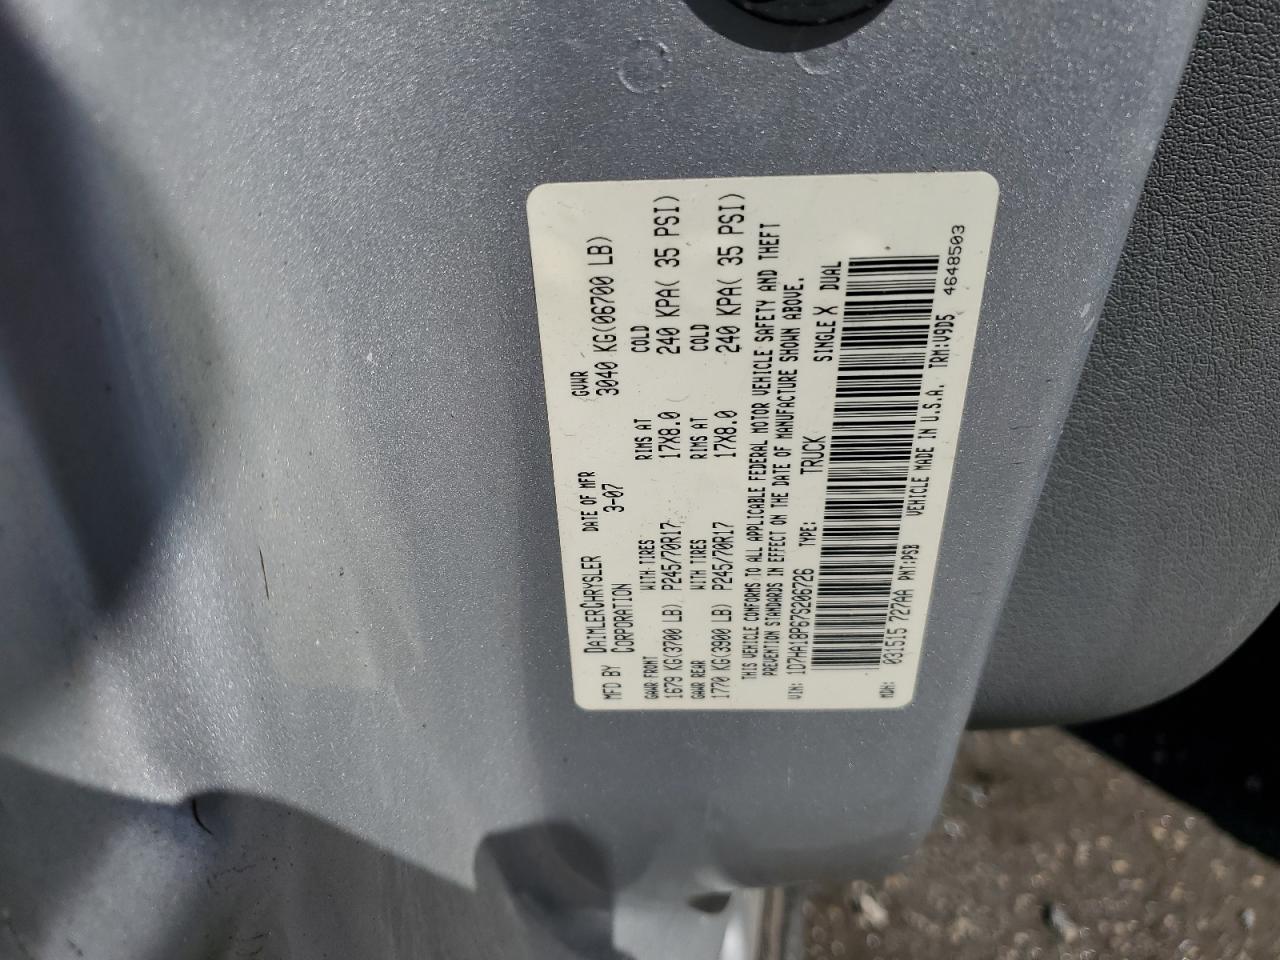 MFD BY DAIMLERCHRYSLER CORPORATION DATE OF MFR 3-07 GVWR 3040 KG(06700 LB)
GAWR FRONT WITH TIRES RIMS AT COLD
1679 KG(3700 LB) P245/70R17 17X8.0 240 KPA( 35 PSI)
GAWR REAR WITH TIRES RIMS AT COLD
1770 KG(3900 LB) P245/70R17 17X8.0 240 KPA( 35 PSI)
THIS VEHICLE CONFORMS TO ALL APPLICABLE FEDERAL MOTOR VEHICLE SAFETY AND THEFT
PREVENTION STANDARDS IN EFFECT ON THE DATE OF MANUFACTURE SHOWN ABOVE.
VIN: 1D7HA18P67S206726 TYPE: TRUCK SINGLE X DUAL
MDH: 031515 727AA PNT:PSB VEHICLE MADE IN U.S.A. TRM:V9D5 4648503